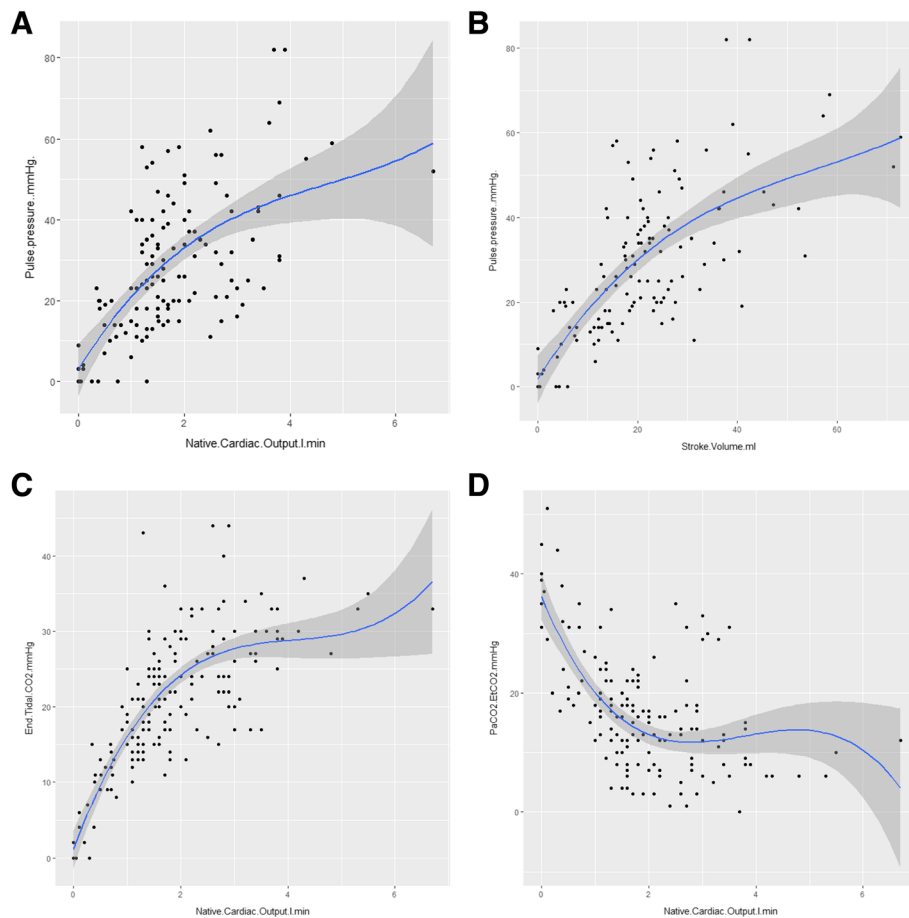 A
Pulse.pressure..mmHg.
80
60
40
20
0
0
2
4
6
Native.Cardiac.Output.l.min
B
Pulse.pressure..mmHg.
80
60
40
20
0
0
20
40
60
Stroke.Volume.ml
C
End.Tidal.CO2.mmHg
40
30
20
10
0
0
2
4
6
Native.Cardiac.Output.l.min
D
PaCO2.EtCO2.mmHg
40
20
0
0
2
4
6
Native.Cardiac.Output.l.min